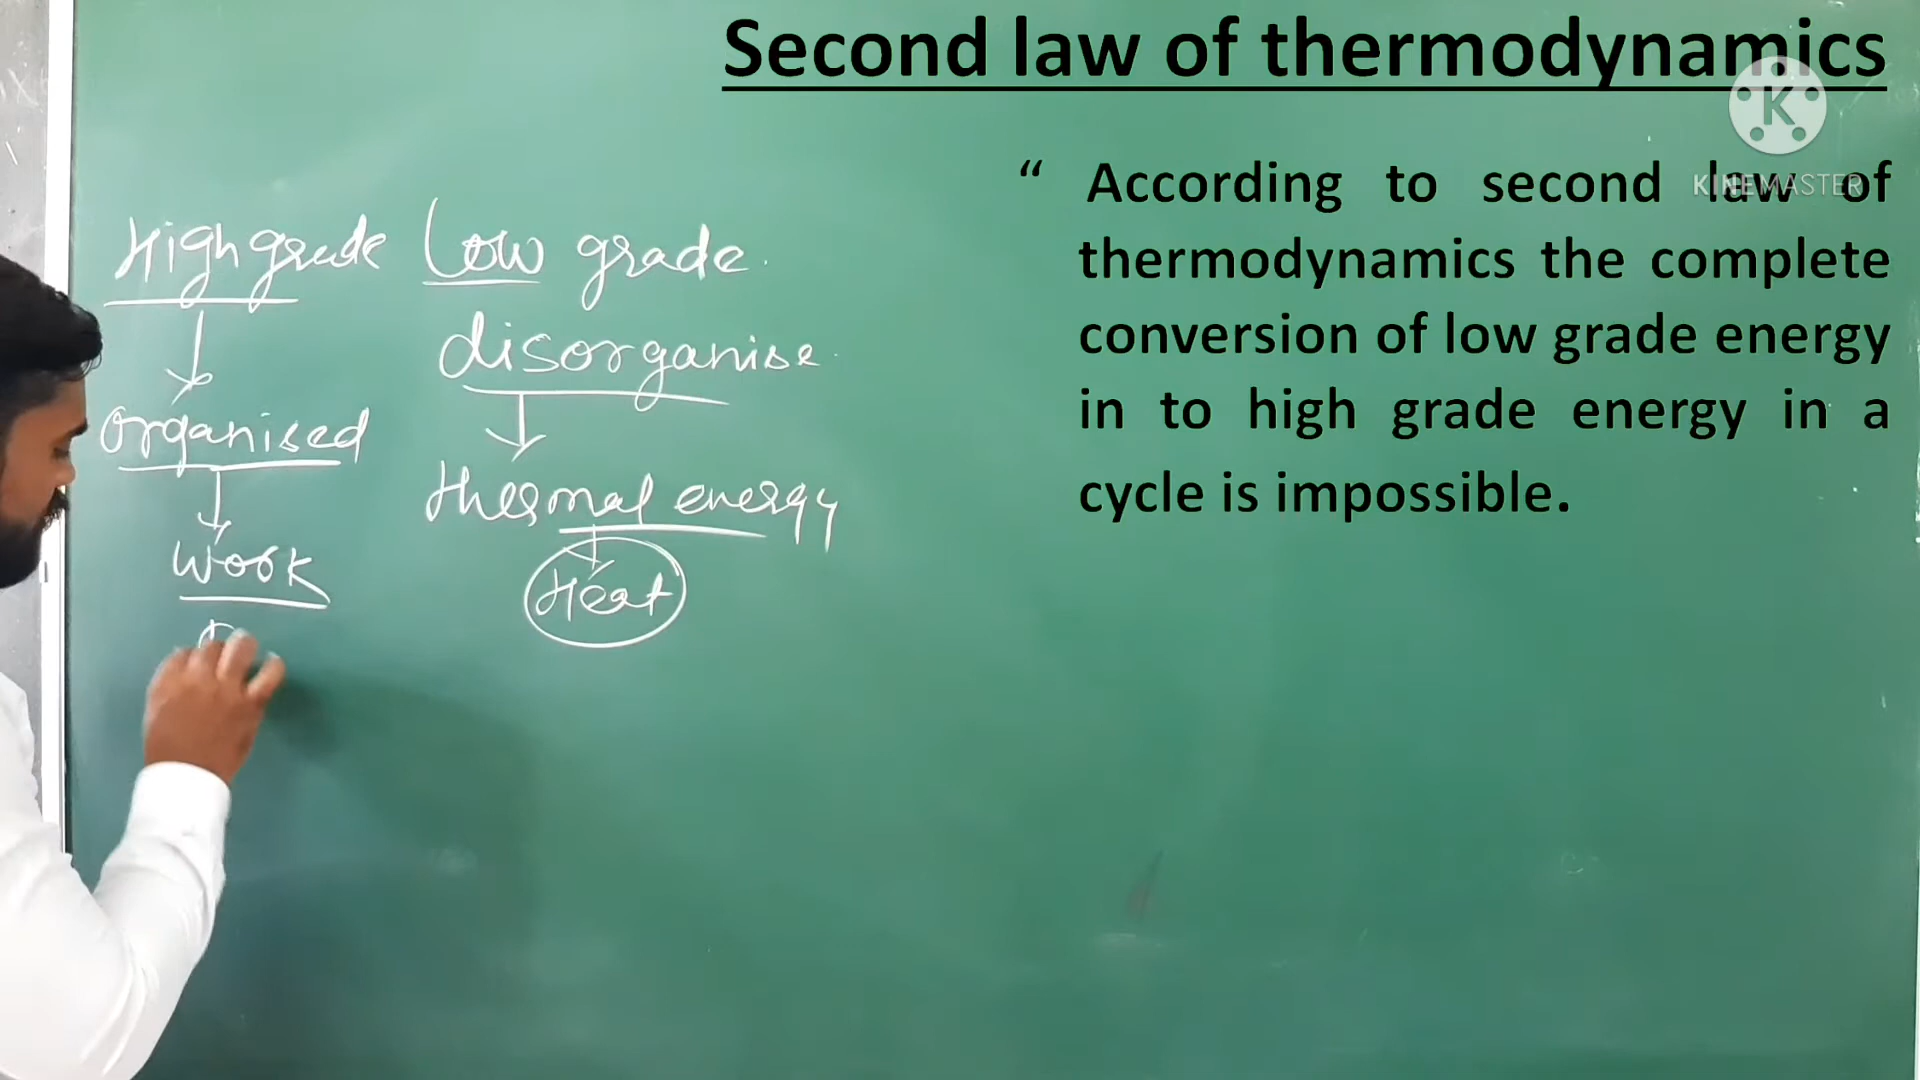 Second law of thermodynamics
K
KINEMASTER
“ According to second law of
thermodynamics the complete
conversion of low grade energy
in to high grade energy in a
cycle is impossible.
High grade Low grade
disorganise
organised
thermal energy
work
Heat